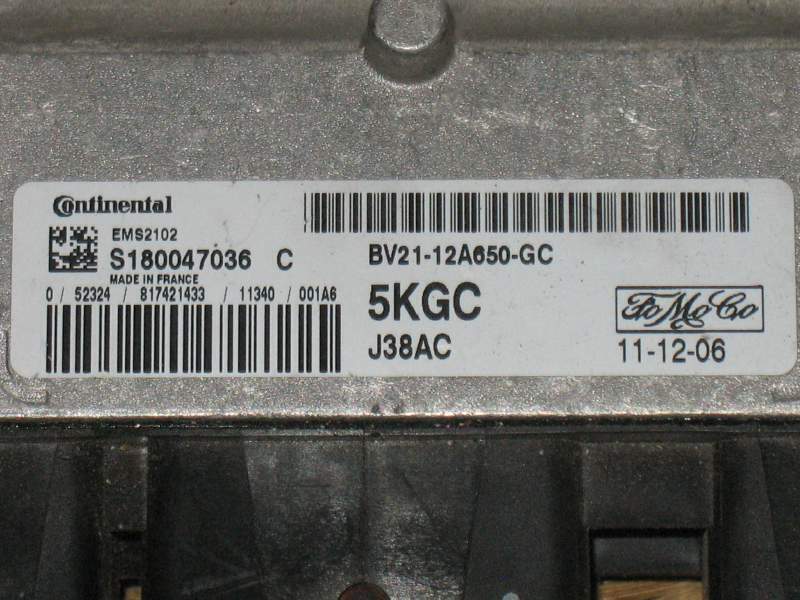 Continental
EMS2102
S180047036 C
MADE IN FRANCE
0 / 52324 / 817421433 / 11340 / 001A6
BV21-12A650-GC
5KGC
J38AC
FoMoCo
11-12-06